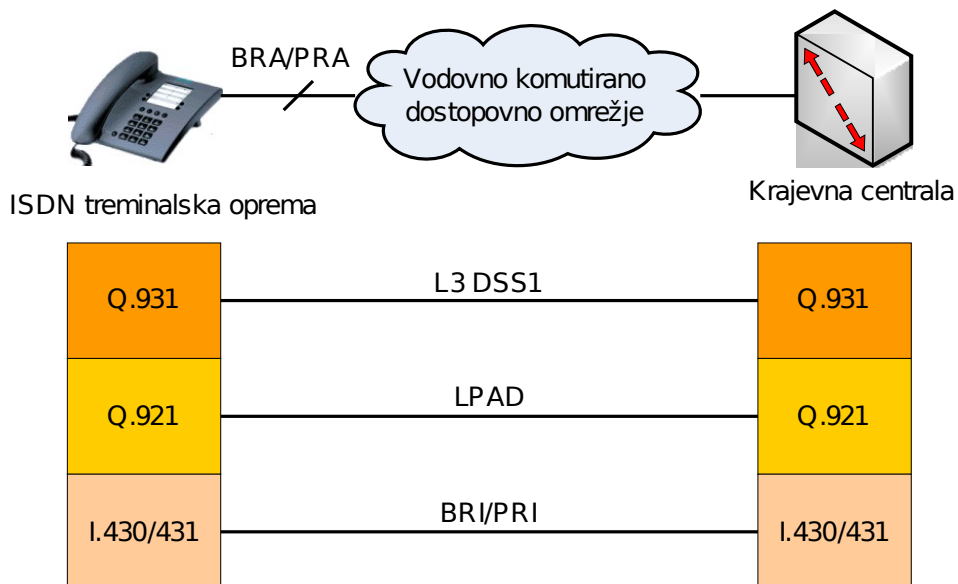 BRA/PRA
Vodovno komutirano
dostopovno omrežje
ISDN treminalska oprema
Krajevna centrala
Q.931
L3 DSS1
Q.931
Q.921
LPAD
Q.921
I.430/431
BRI/PRI
I.430/431